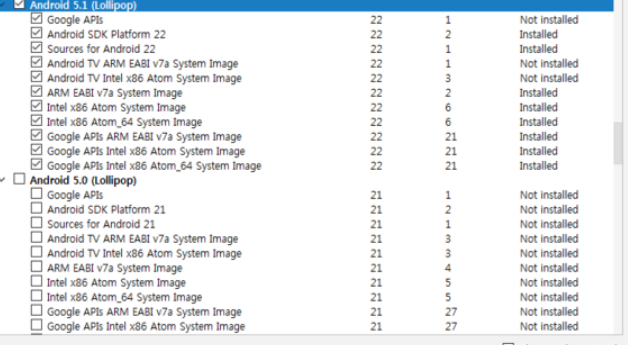 Android 5.1 (Lollipop)
Google APIs 22 1 Not installed
Android SDK Platform 22 22 2 Installed
Sources for Android 22 22 1 Installed
Android TV ARM EABI v7a System Image 22 1 Not installed
Android TV Intel x86 Atom System Image 22 3 Not installed
ARM EABI v7a System Image 22 2 Installed
Intel x86 Atom System Image 22 6 Installed
Intel x86 Atom_64 System Image 22 6 Installed
Google APIs ARM EABI v7a System Image 22 21 Installed
Google APIs Intel x86 Atom System Image 22 21 Installed
Google APIs Intel x86 Atom_64 System Image 22 21 Installed
Android 5.0 (Lollipop)
Google APIs 21 1 Not installed
Android SDK Platform 21 21 2 Not installed
Sources for Android 21 21 1 Not installed
Android TV ARM EABI v7a System Image 21 3 Not installed
Android TV Intel x86 Atom System Image 21 3 Not installed
ARM EABI v7a System Image 21 4 Not installed
Intel x86 Atom System Image 21 5 Not installed
Intel x86 Atom_64 System Image 21 5 Not installed
Google APIs ARM EABI v7a System Image 21 27 Not installed
Google APIs Intel x86 Atom System Image 21 27 Not installed